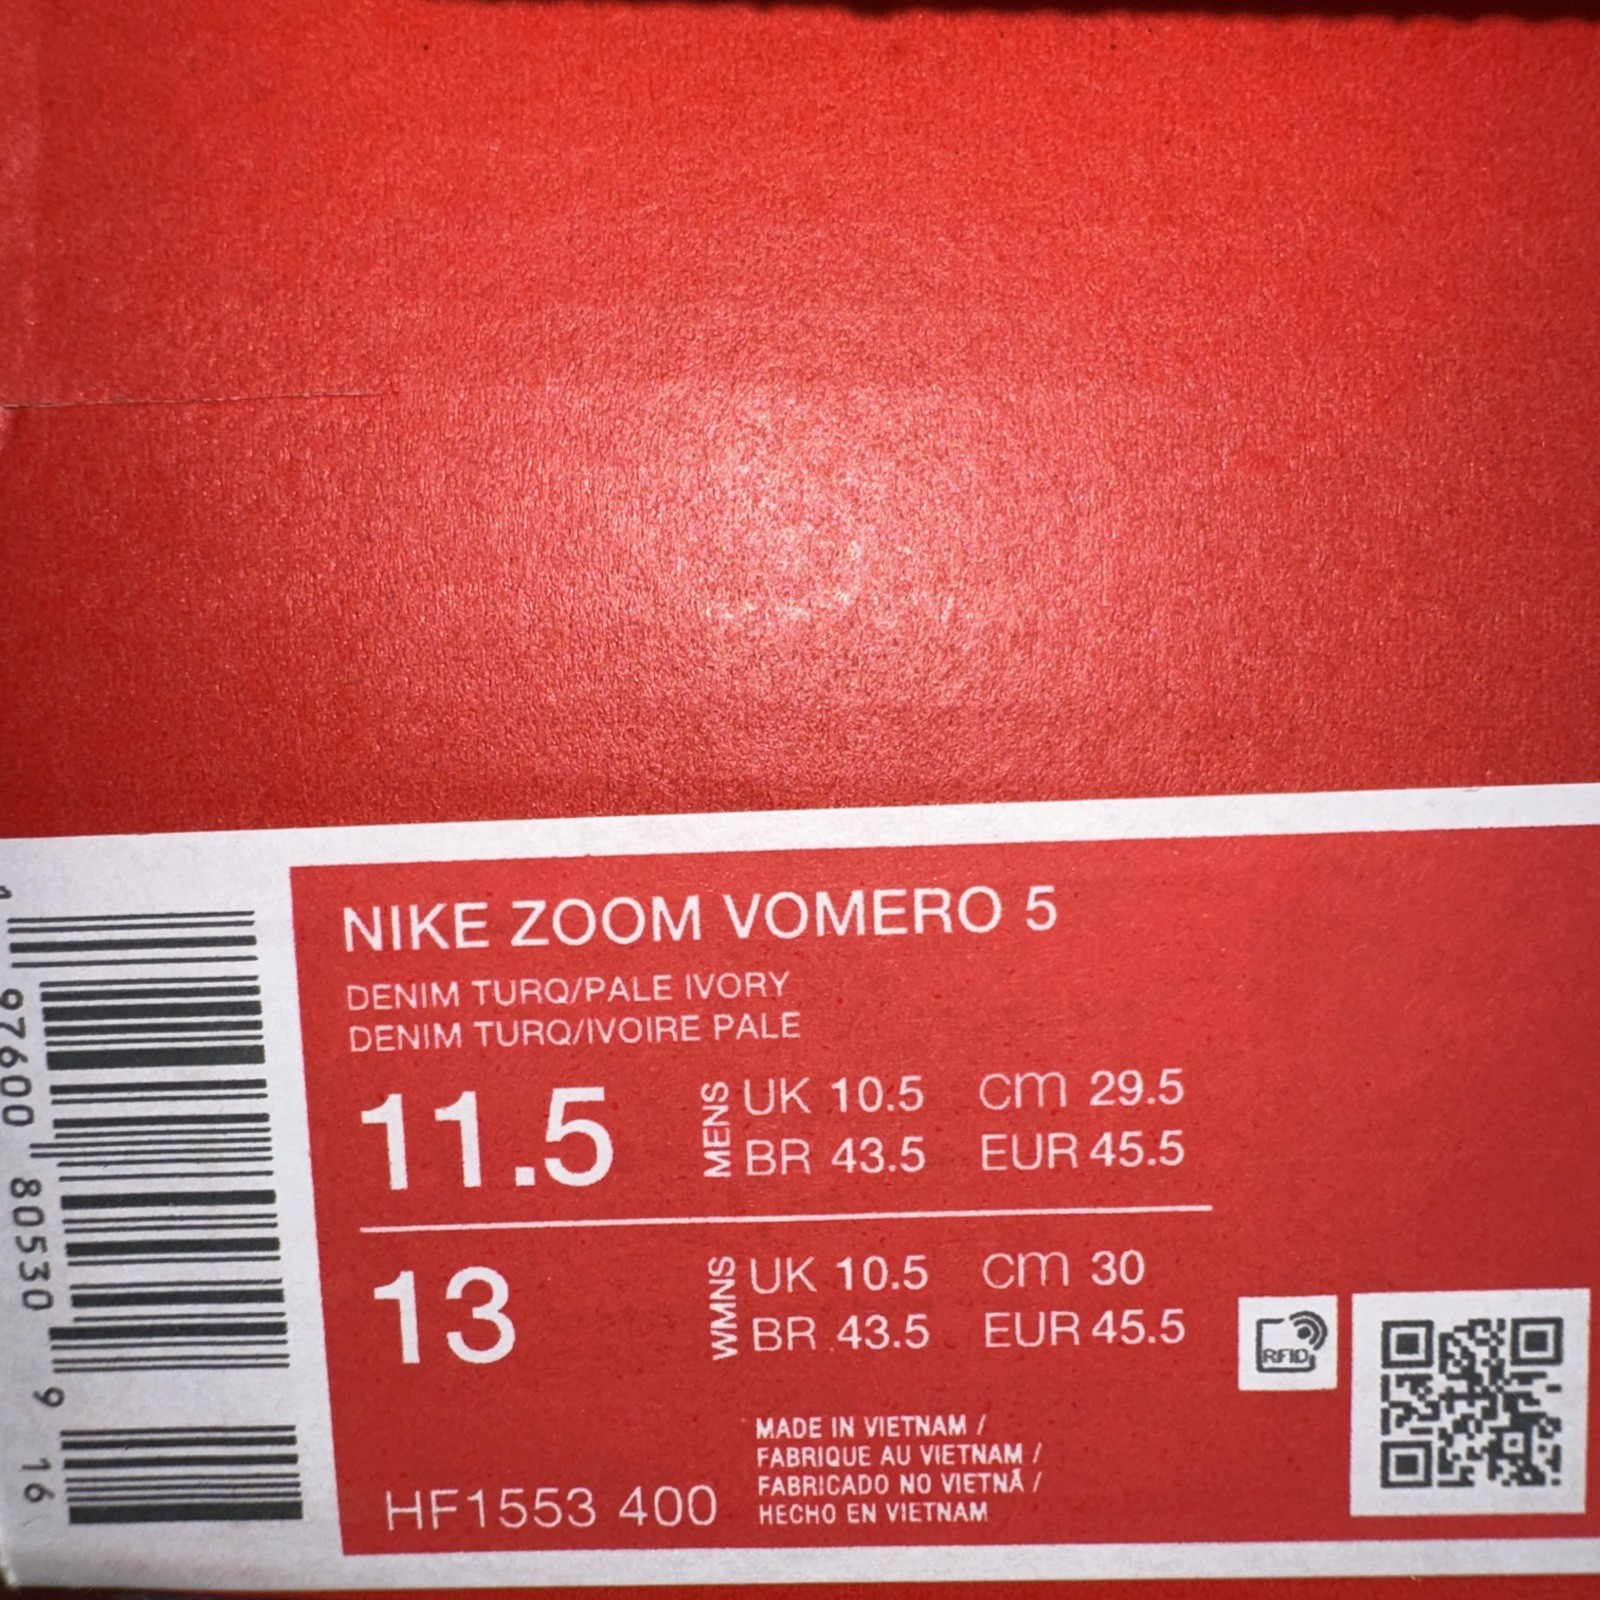 NIKE ZOOM VOMERO 5
DENIM TURQ/PALE IVORY
DENIM TURQ/IVOIRE PALE
11.5 MENS UK 10.5 cm 29.5
BR 43.5 EUR 45.5
13 WMNS UK 10.5 cm 30
BR 43.5 EUR 45.5
RFID
MADE IN VIETNAM /
FABRIQUE AU VIETNAM /
FABRICADO NO VIETNÃ /
HECHO EN VIETNAM
HF1553 400
1 97600 80530 9 16